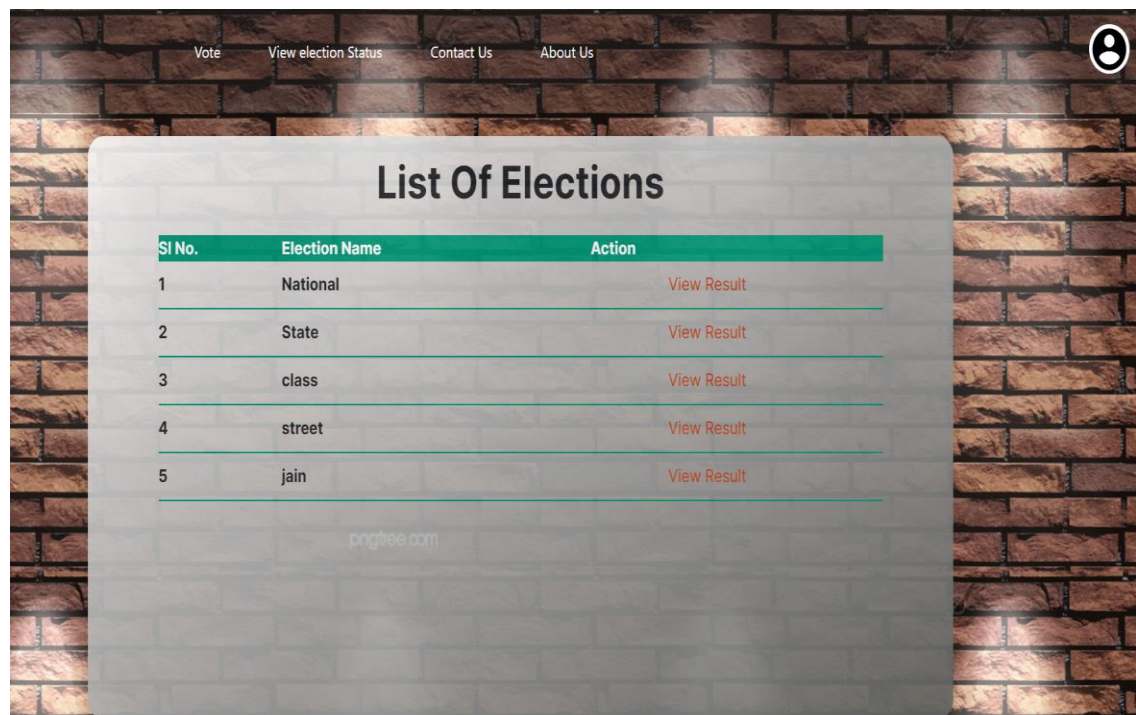 Vote View election Status Contact Us About Us
List Of Elections
Sl No. Election Name Action
1 National View Result
2 State View Result
3 class View Result
4 street View Result
5 jain View Result
pngtree.com